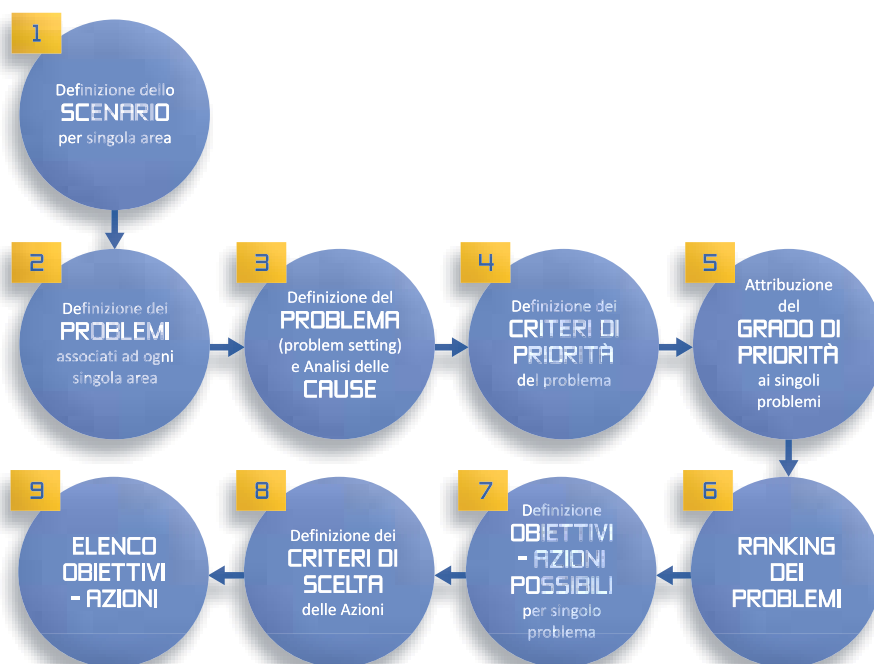 1
Definizione dello
SCENARIO
per singola area
2
Definizione dei
PROBLEMI
associati ad ogni
singola area
3
Definizione del
PROBLEMA
(problem setting)
e Analisi delle
CAUSE
4
Definizione dei
CRITERI DI
PRIORITÀ
del problema
5
Attribuzione
del
GRADO DI
PRIORITÀ
ai singoli
problemi
6
RANKING
DEI
PROBLEMI
7
Definizione
OBIETTIVI
- AZIONI
POSSIBILI
per singolo
problema
8
Definizione dei
CRITERI DI
SCELTA
delle Azioni
9
ELENCO
OBIETTIVI
- AZIONI